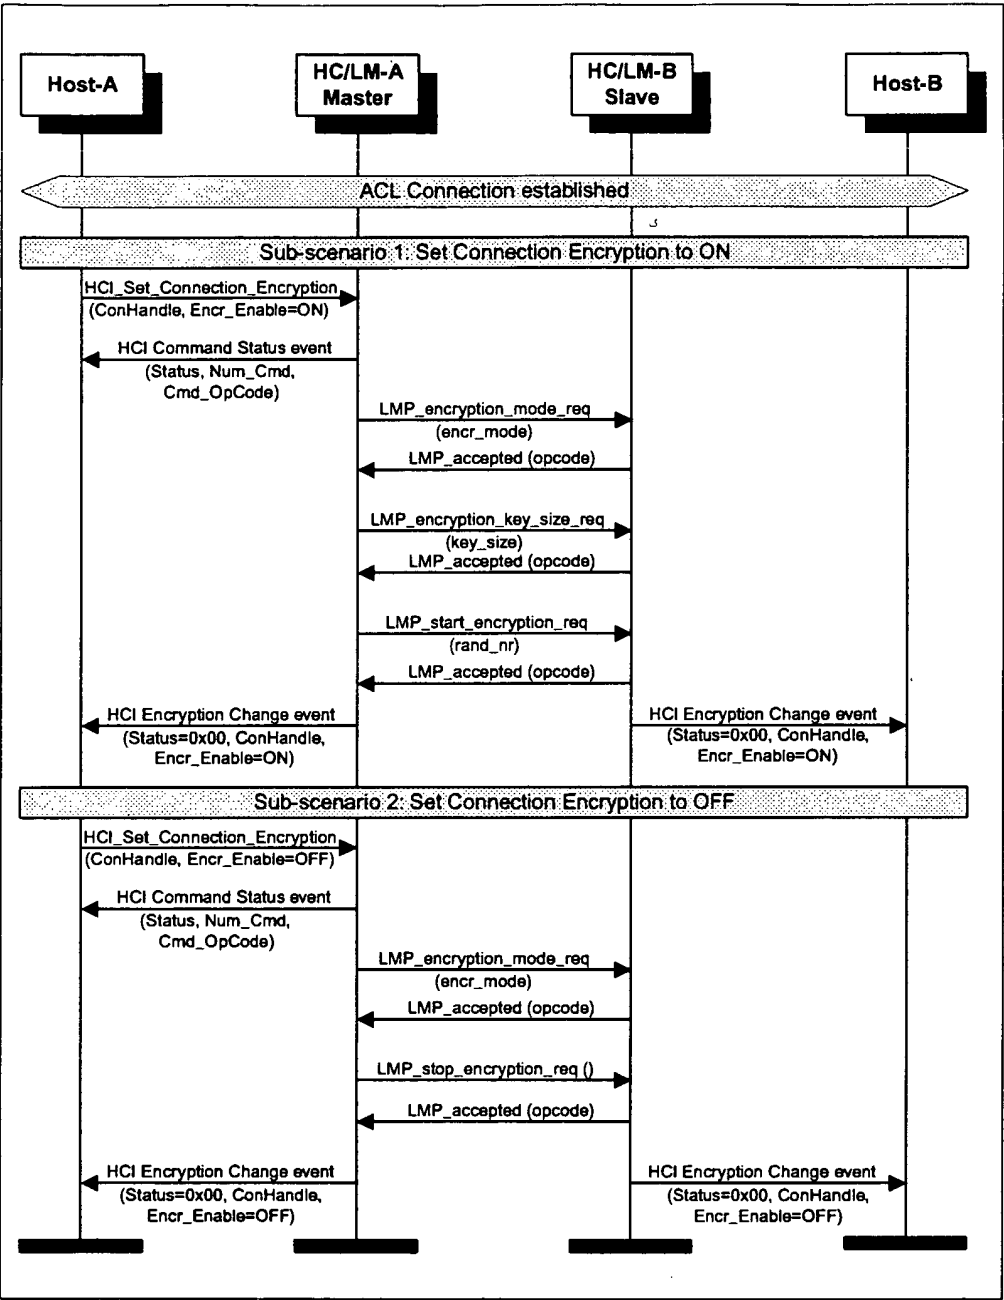 Host-A
HC/LM-A
Master
HC/LM-B
Slave
Host-B
ACL Connection established
Sub-scenario 1: Set Connection Encryption to ON
HCI_Set_Connection_Encryption
(ConHandle, Encr_Enable=ON)
HCI Command Status event
(Status, Num_Cmd,
Cmd_OpCode)
LMP_encryption_mode_req
(encr_mode)
LMP_accepted (opcode)
LMP_encryption_key_size_req
(key_size)
LMP_accepted (opcode)
LMP_start_encryption_req
(rand_nr)
LMP_accepted (opcode)
HCI Encryption Change event
(Status=0x00, ConHandle,
Encr_Enable=ON)
HCI Encryption Change event
(Status=0x00, ConHandle,
Encr_Enable=ON)
Sub-scenario 2: Set Connection Encryption to OFF
HCI_Set_Connection_Encryption
(ConHandle, Encr_Enable=OFF)
HCI Command Status event
(Status, Num_Cmd,
Cmd_OpCode)
LMP_encryption_mode_req
(encr_mode)
LMP_accepted (opcode)
LMP_stop_encryption_req ()
LMP_accepted (opcode)
HCI Encryption Change event
(Status=0x00, ConHandle,
Encr_Enable=OFF)
HCI Encryption Change event
(Status=0x00, ConHandle,
Encr_Enable=OFF)